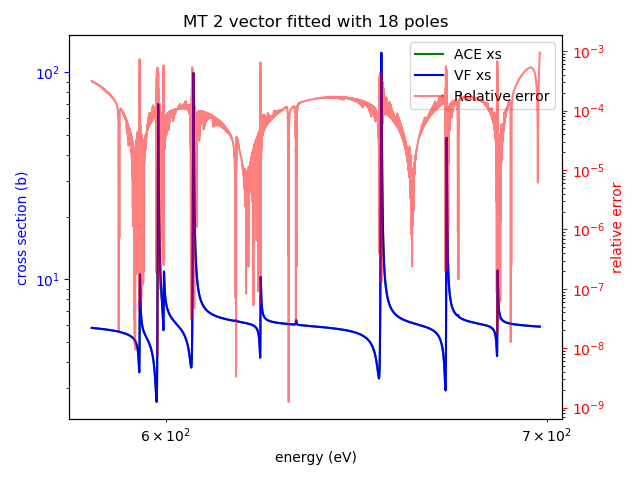 MT 2 vector fitted with 18 poles
ACE xs
VF xs
Relative error
cross section (b)
10²
10¹
relative error
10⁻³
10⁻⁴
10⁻⁵
10⁻⁶
10⁻⁷
10⁻⁸
10⁻⁹
6 × 10²
7 × 10²
energy (eV)